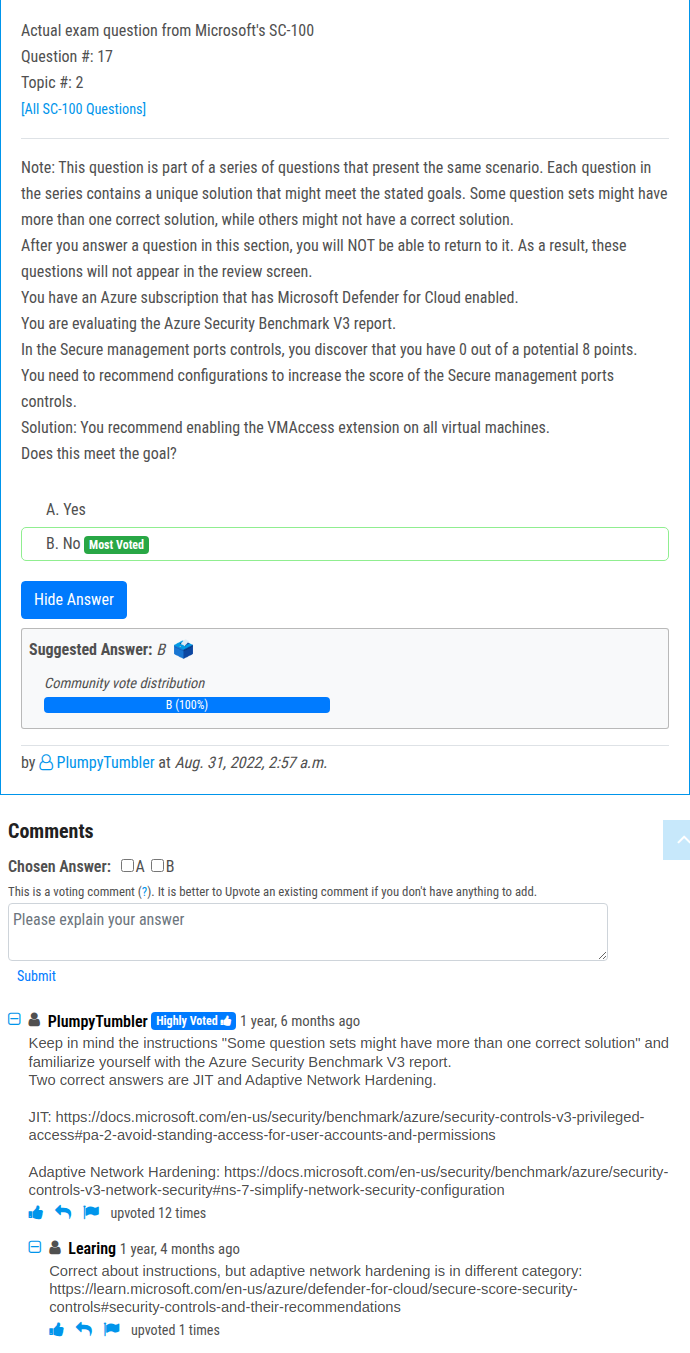 Actual exam question from Microsoft's SC-100
Question #: 17
Topic #: 2
[All SC-100 Questions]
Note: This question is part of a series of questions that present the same scenario. Each question in
the series contains a unique solution that might meet the stated goals. Some question sets might have
more than one correct solution, while others might not have a correct solution.
After you answer a question in this section, you will NOT be able to return to it. As a result, these
questions will not appear in the review screen.
You have an Azure subscription that has Microsoft Defender for Cloud enabled.
You are evaluating the Azure Security Benchmark V3 report.
In the Secure management ports controls, you discover that you have 0 out of a potential 8 points.
You need to recommend configurations to increase the score of the Secure management ports
controls.
Solution: You recommend enabling the VMAccess extension on all virtual machines.
Does this meet the goal?
A. Yes
B. No Most Voted
Hide Answer
Suggested Answer: B
Community vote distribution
B (100%)
by PlumpyTumbler at Aug. 31, 2022, 2:57 a.m.
Comments
Chosen Answer: A B
This is a voting comment (?). It is better to Upvote an existing comment if you don't have anything to add.
Please explain your answer
Submit
PlumpyTumbler Highly Voted 1 year, 6 months ago
Keep in mind the instructions "Some question sets might have more than one correct solution" and
familiarize yourself with the Azure Security Benchmark V3 report.
Two correct answers are JIT and Adaptive Network Hardening.
JIT: https://docs.microsoft.com/en-us/security/benchmark/azure/security-controls-v3-privileged-
access#pa-2-avoid-standing-access-for-user-accounts-and-permissions
Adaptive Network Hardening: https://docs.microsoft.com/en-us/security/benchmark/azure/security-
controls-v3-network-security#ns-7-simplify-network-security-configuration
upvoted 12 times
Learing 1 year, 4 months ago
Correct about instructions, but adaptive network hardening is in different category:
https://learn.microsoft.com/en-us/azure/defender-for-cloud/secure-score-security-
controls#security-controls-and-their-recommendations
upvoted 1 times